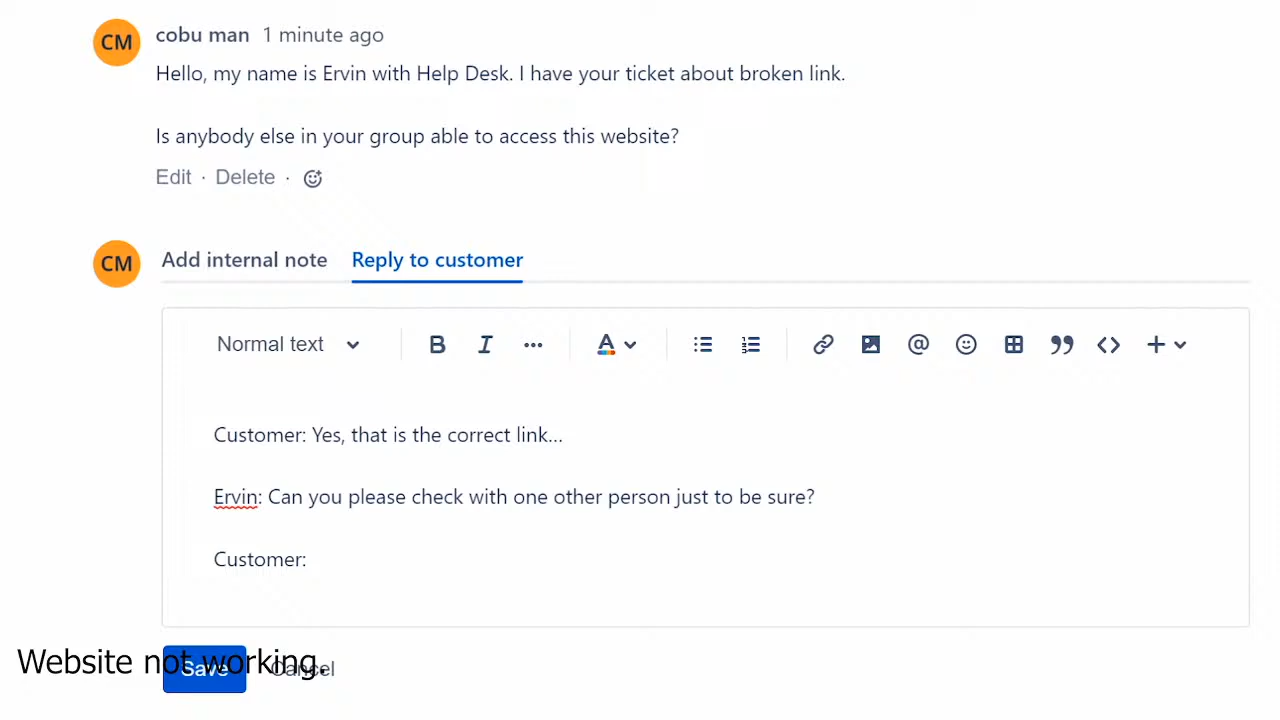 CM cobu man 1 minute ago
Hello, my name is Ervin with Help Desk. I have your ticket about broken link.
Is anybody else in your group able to access this website?
Edit · Delete ·
CM Add internal note Reply to customer
Normal text B I ... A @ <> +
Customer: Yes, that is the correct link...
Ervin: Can you please check with one other person just to be sure?
Customer:
Save Cancel
Website not working.